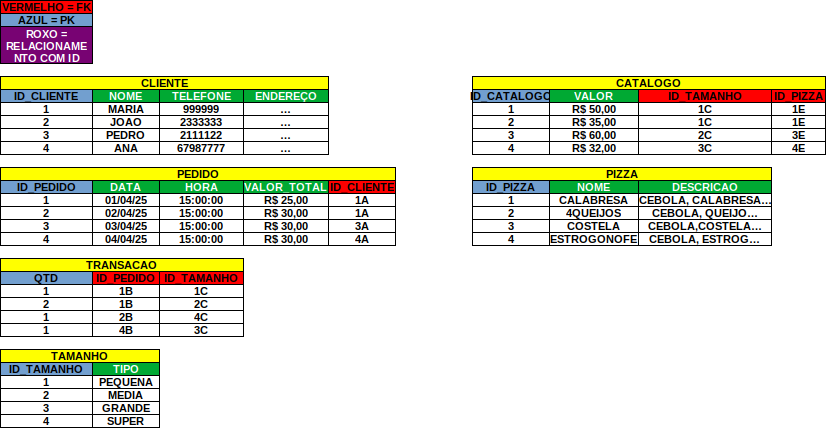 VERMELHO = FK
AZUL = PK
ROXO =
RELACIONAME
NTO COM ID
CLIENTE
ID_CLIENTE NOME TELEFONE ENDEREÇO
1 MARIA 999999 ...
2 JOAO 2333333 ...
3 PEDRO 2111122 ...
4 ANA 67987777 ...
CATALOGO
ID_CATALOGO VALOR ID_TAMANHO ID_PIZZA
1 R$ 50,00 1C 1E
2 R$ 35,00 1C 1E
3 R$ 60,00 2C 3E
4 R$ 32,00 3C 4E
PEDIDO
ID_PEDIDO DATA HORA VALOR_TOTAL ID_CLIENTE
1 01/04/25 15:00:00 R$ 25,00 1A
2 02/04/25 15:00:00 R$ 30,00 1A
3 03/04/25 15:00:00 R$ 30,00 3A
4 04/04/25 15:00:00 R$ 30,00 4A
PIZZA
ID_PIZZA NOME DESCRICAO
1 CALABRESA CEBOLA, CALABRESA...
2 4QUEIJOS CEBOLA, QUEIJO...
3 COSTELA CEBOLA,COSTELA...
4 ESTROGONOFE CEBOLA, ESTROG...
TRANSACAO
QTD ID_PEDIDO ID_TAMANHO
1 1B 1C
2 1B 2C
1 2B 4C
1 4B 3C
TAMANHO
ID_TAMANHO TIPO
1 PEQUENA
2 MEDIA
3 GRANDE
4 SUPER